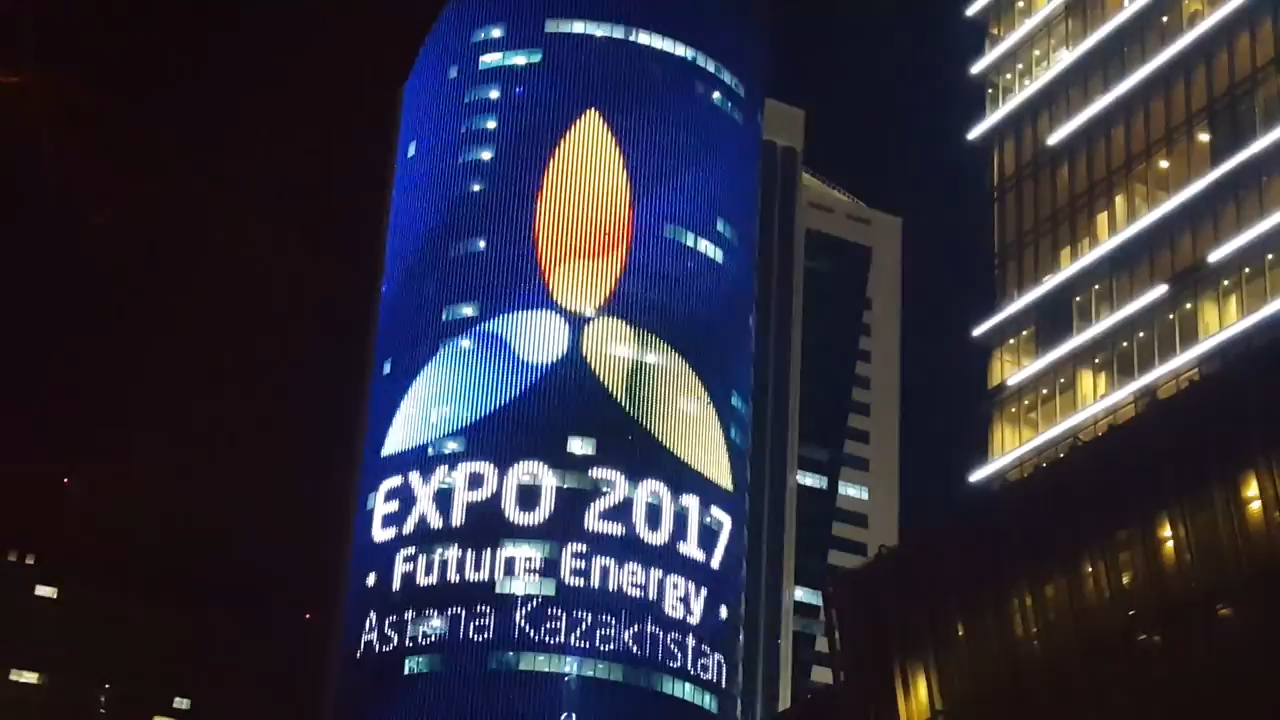 EXPO 2017
• Future Energy •
Astana Kazakhstan